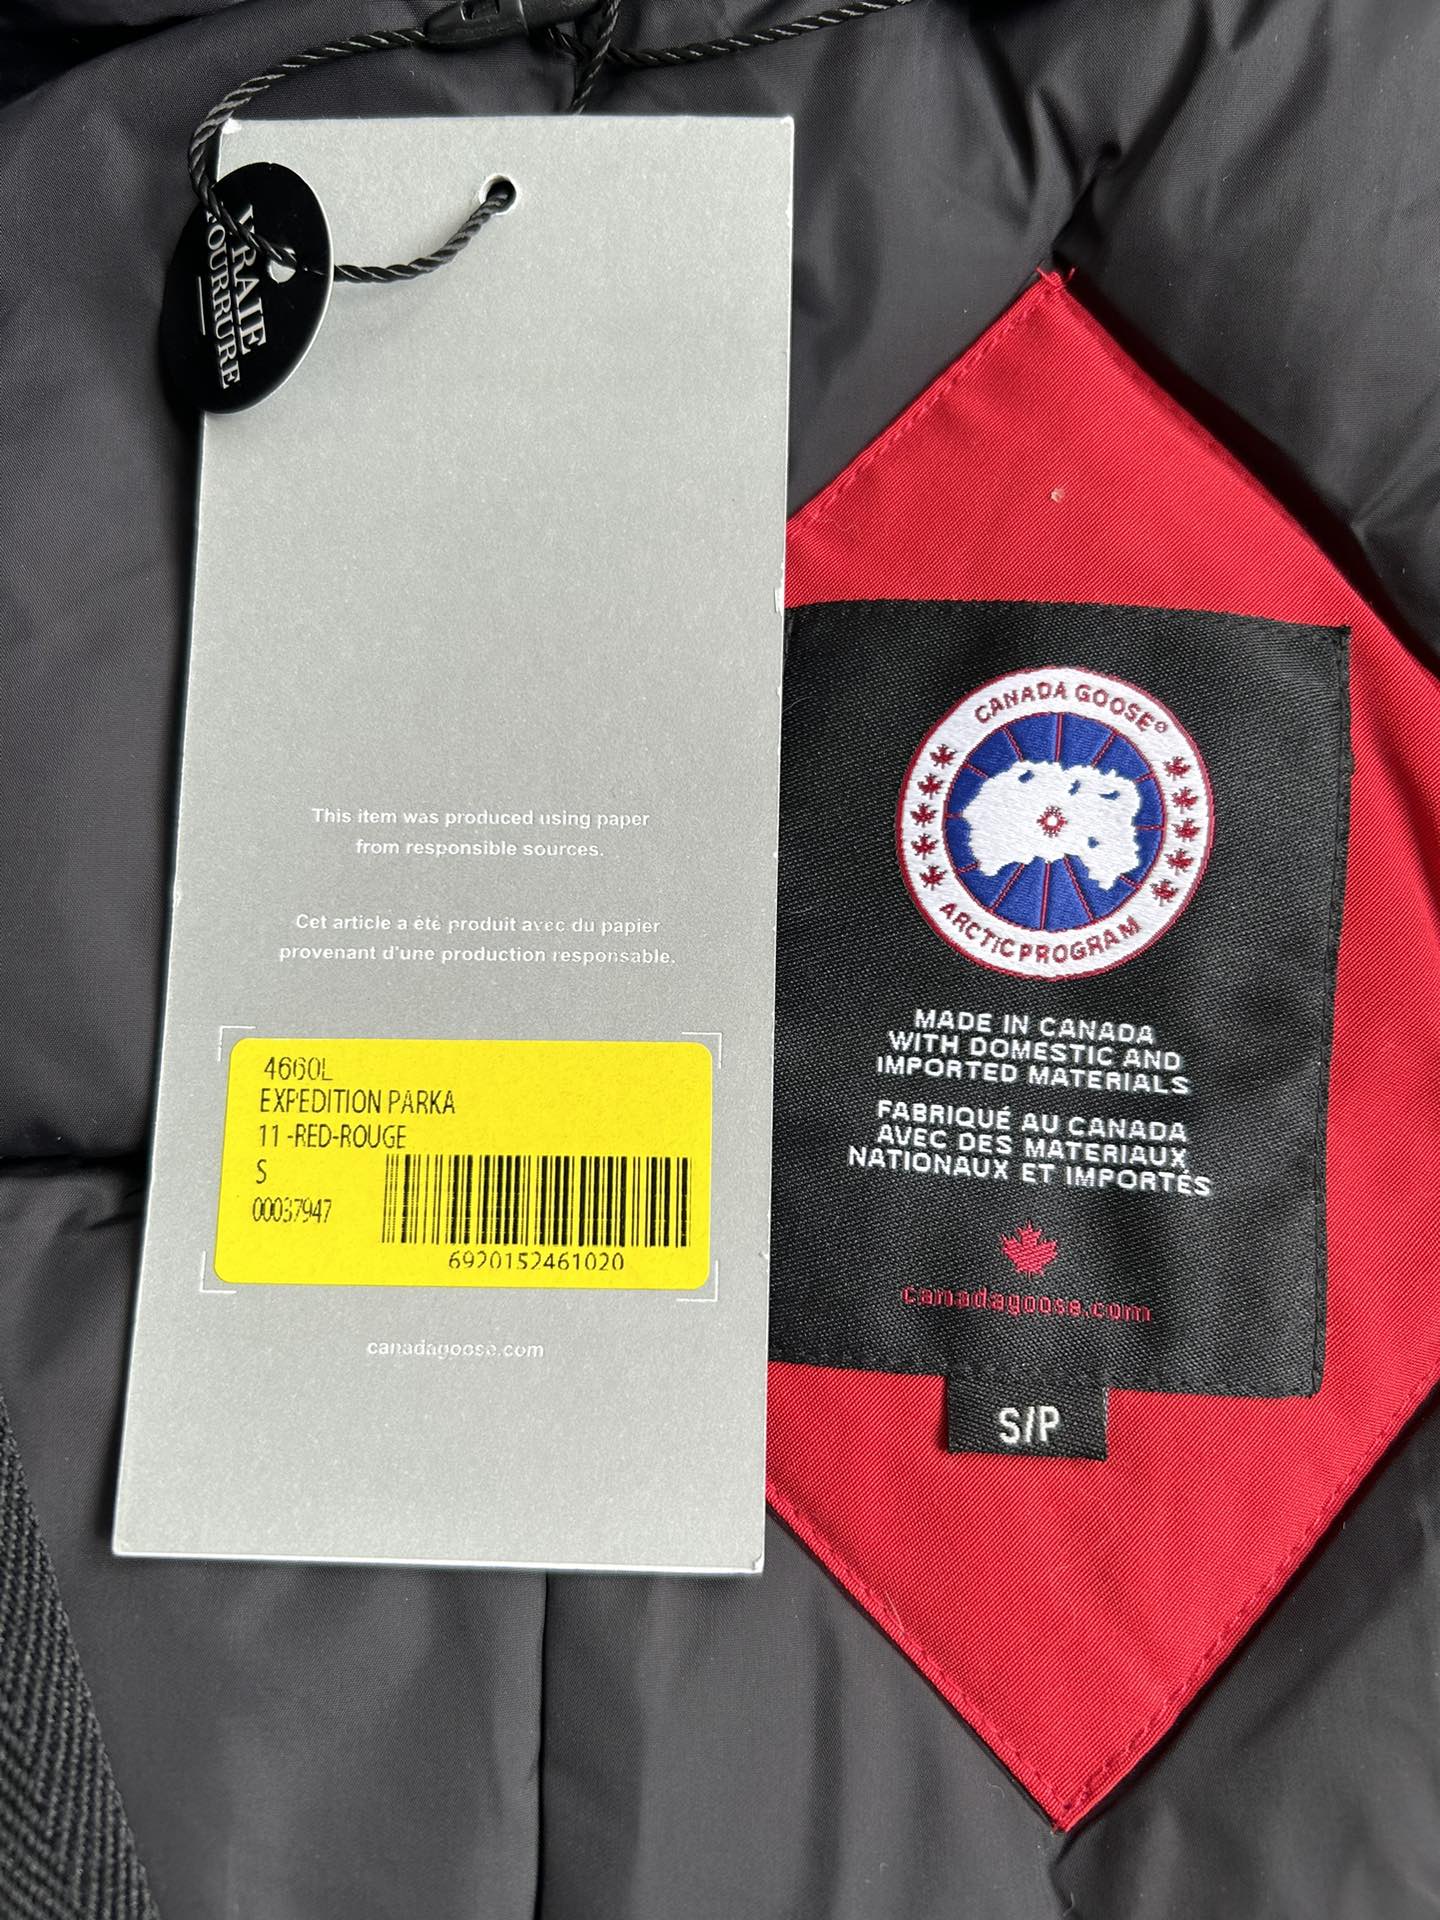 VRAIE
FOURRURE
This item was produced using paper
from responsible sources.
Cet article a été produit avec du papier
provenant d'une production responsable.
4660L
EXPEDITION PARKA
11 -RED-ROUGE
S
00037947
6920152461020
canadagoose.com
CANADA GOOSE®
ARCTIC PROGRAM
MADE IN CANADA
WITH DOMESTIC AND
IMPORTED MATERIALS
FABRIQUÉ AU CANADA
AVEC DES MATERIAUX
NATIONAUX ET IMPORTÉS
canadagoose.com
S/P